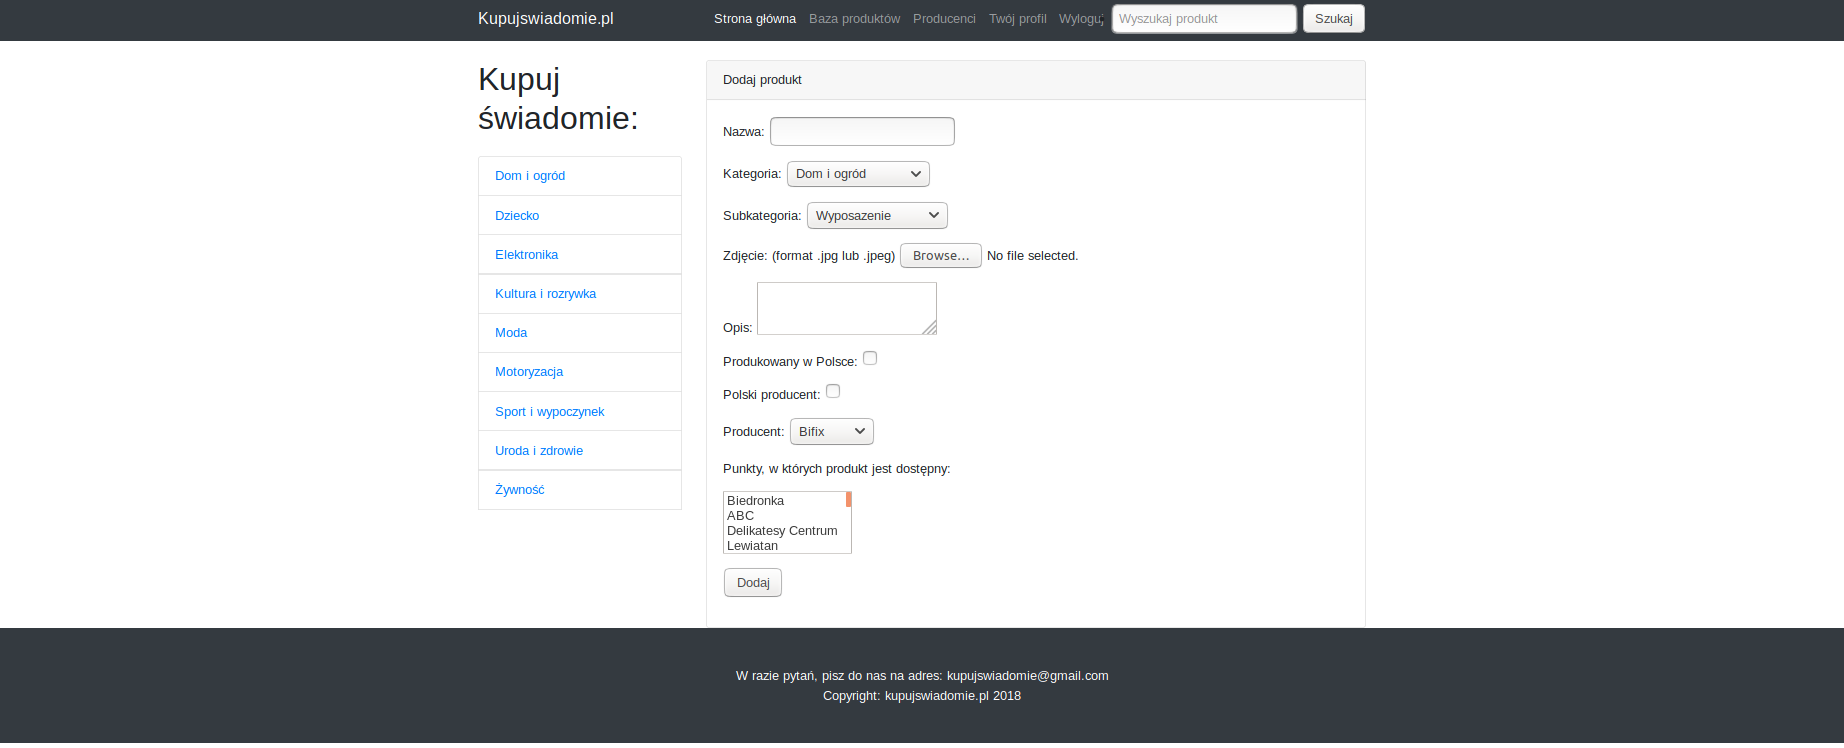 Kupujswiadomie.pl Strona główna Baza produktów Producenci Twój profil Wyloguj Wyszukaj produkt Szukaj
Kupuj
świadomie:
Dom i ogród
Dziecko
Elektronika
Kultura i rozrywka
Moda
Motoryzacja
Sport i wypoczynek
Uroda i zdrowie
Żywność
Dodaj produkt
Nazwa:
Kategoria: Dom i ogród
Subkategoria: Wyposazenie
Zdjęcie: (format .jpg lub .jpeg) Browse... No file selected.
Opis:
Produkowany w Polsce:
Polski producent:
Producent: Bifix
Punkty, w których produkt jest dostępny:
Biedronka
ABC
Delikatesy Centrum
Lewiatan
Dodaj
W razie pytań, pisz do nas na adres: kupujswiadomie@gmail.com
Copyright: kupujswiadomie.pl 2018